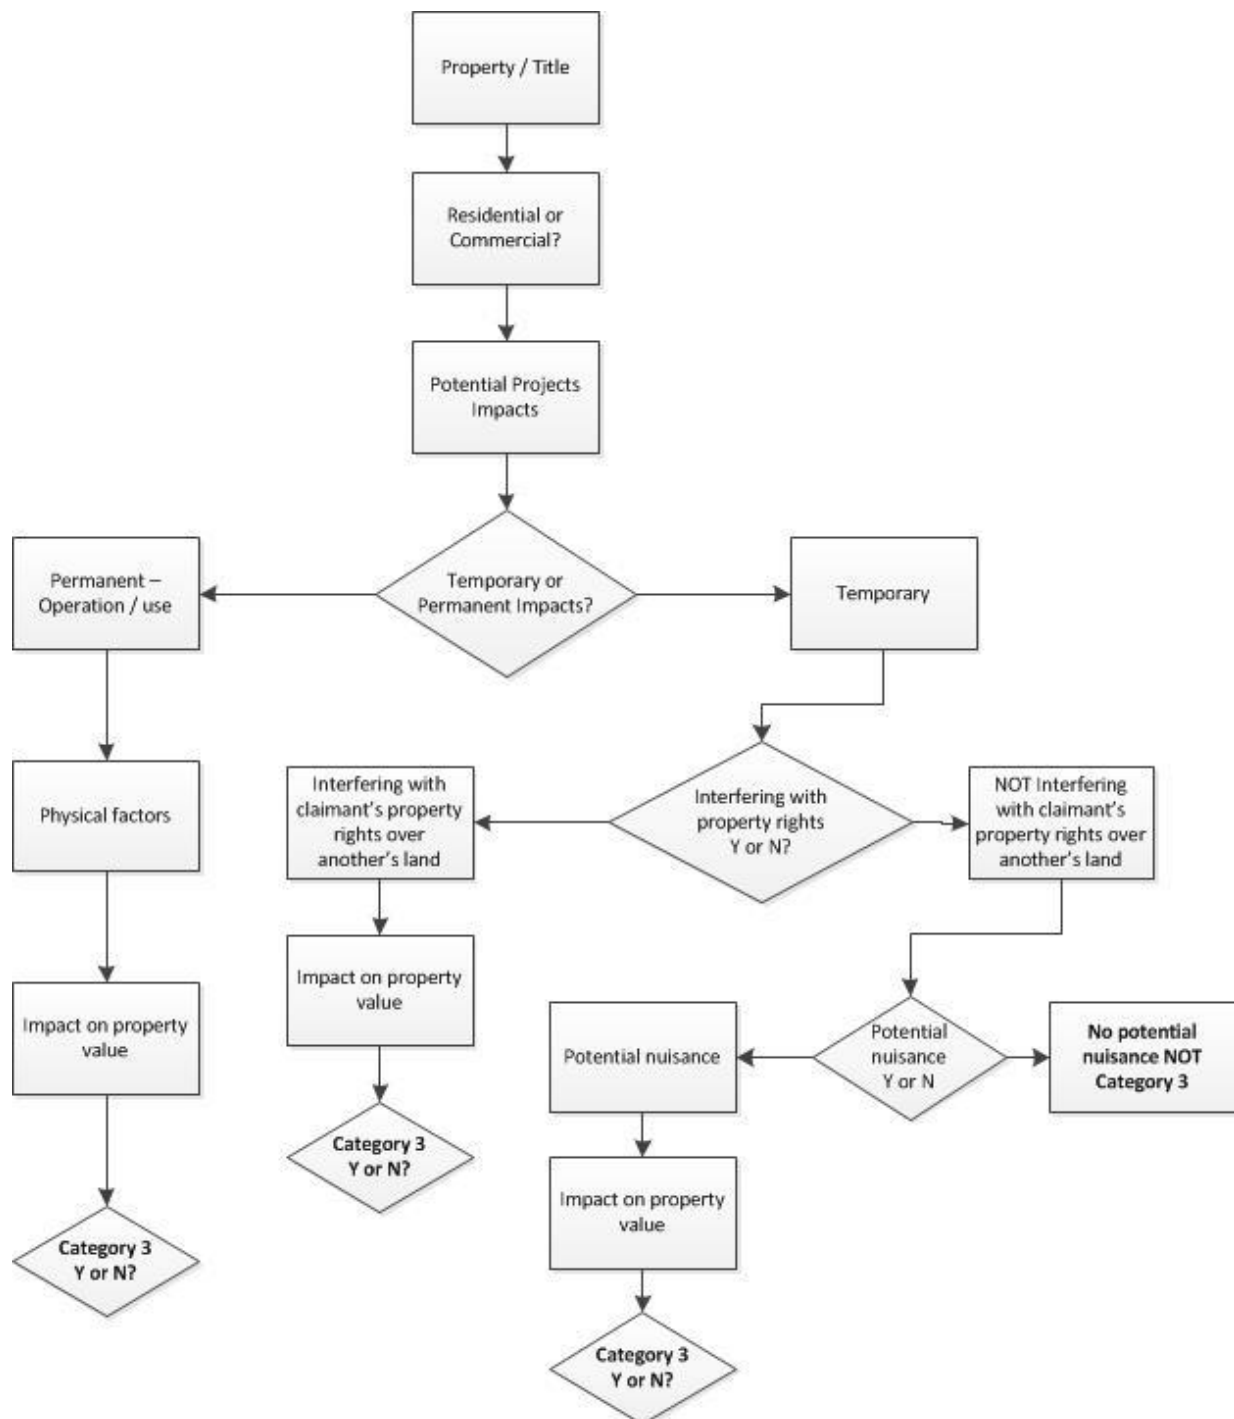 Property / Title
Residential or
Commercial?
Potential Projects
Impacts
Temporary or
Permanent Impacts?
Permanent –
Operation / use
Temporary
Physical factors
Interfering with
claimant's property
rights over
another's land
Interfering with
property rights
Y or N?
NOT Interfering
with claimant's
property rights over
another's land
Impact on property
value
Impact on property
value
Potential nuisance
Potential
nuisance
Y or N
No potential
nuisance NOT
Category 3
Category 3
Y or N?
Impact on property
value
Category 3
Y or N?
Category 3
Y or N?